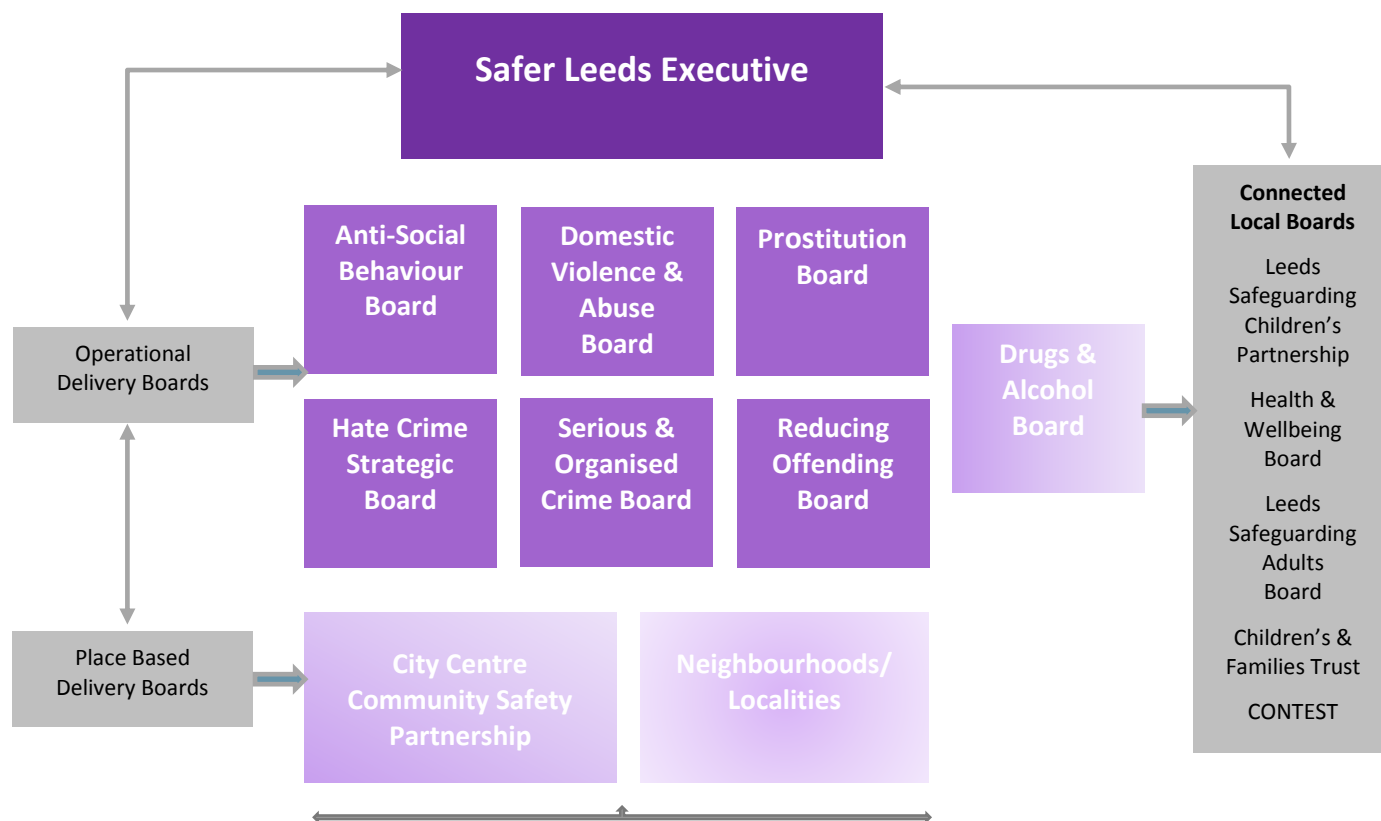 Safer Leeds Executive
Anti-Social
Behaviour
Board
Domestic
Violence &
Abuse
Board
Prostitution
Board
Operational
Delivery Boards
Hate Crime
Strategic
Board
Serious &
Organised
Crime Board
Reducing
Offending
Board
Drugs &
Alcohol
Board
Place Based
Delivery Boards
City Centre
Community Safety
Partnership
Neighbourhoods/
Localities
Connected
Local Boards
Leeds
Safeguarding
Children’s
Partnership
Health &
Wellbeing
Board
Leeds
Safeguarding
Adults
Board
Children’s &
Families Trust
CONTEST